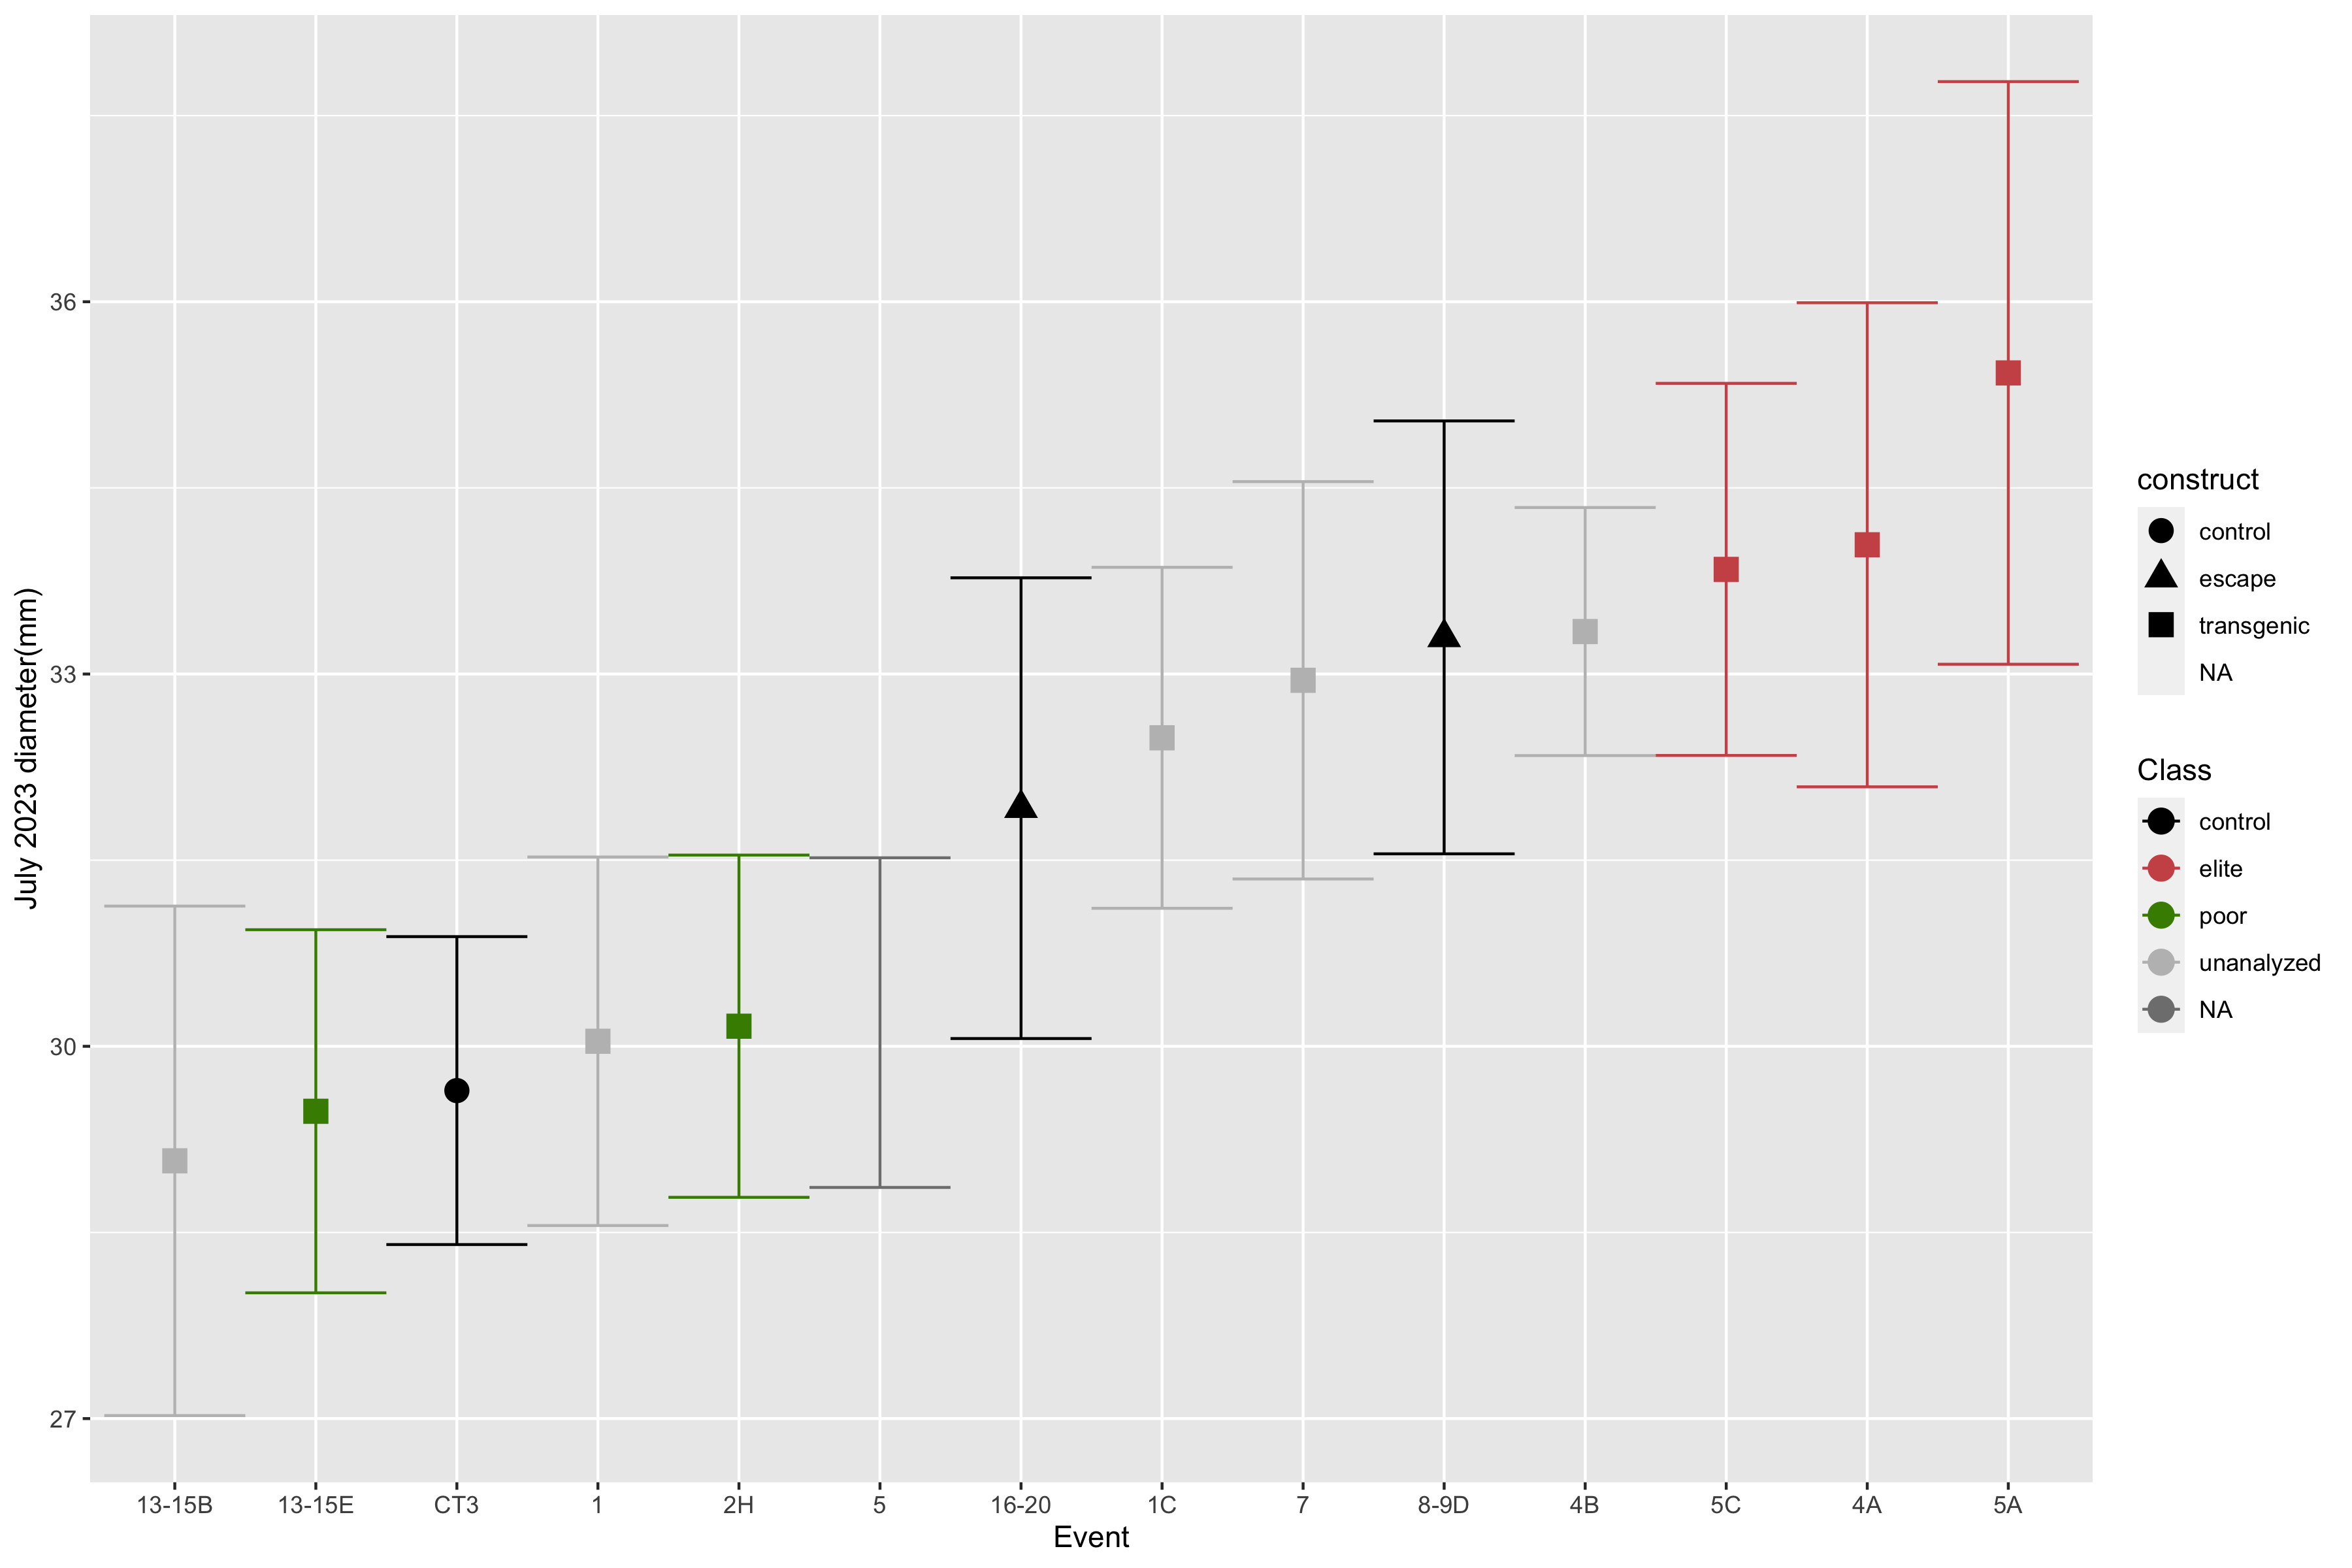 July 2023 diameter(mm)
36
33
30
27
13-15B 13-15E CT3 1 2H 5 16-20 1C 7 8-9D 4B 5C 4A 5A
Event
construct
control
escape
transgenic
NA
Class
control
elite
poor
unanalyzed
NA